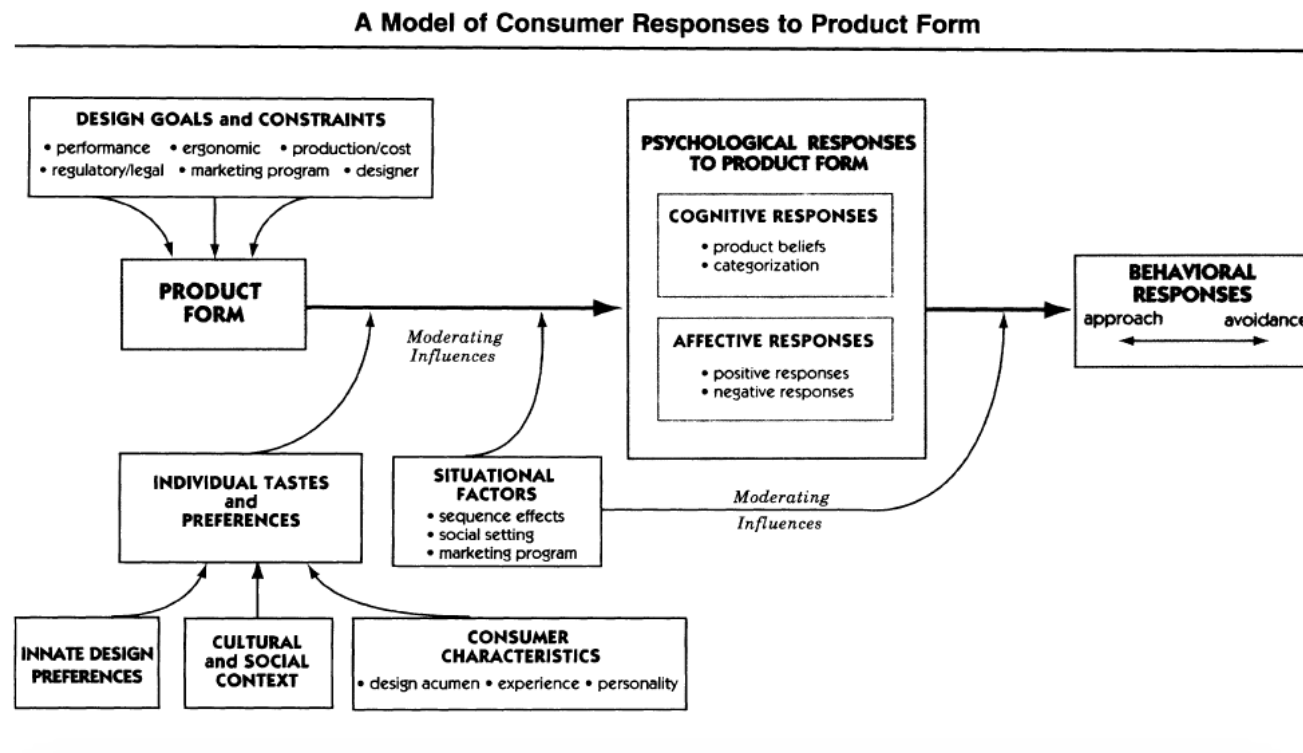 A Model of Consumer Responses to Product Form
DESIGN GOALS and CONSTRAINTS
• performance • ergonomic • production/cost
• regulatory/legal • marketing program • designer
PRODUCT
FORM
Moderating
Influences
PSYCHOLOGICAL RESPONSES
TO PRODUCT FORM
COGNITIVE RESPONSES
• product beliefs
• categorization
AFFECTIVE RESPONSES
• positive responses
• negative responses
BEHAVIORAL
RESPONSES
approach avoidance
INDIVIDUAL TASTES
and
PREFERENCES
SITUATIONAL
FACTORS
• sequence effects
• social setting
• marketing program
Moderating
Influences
INNATE DESIGN
PREFERENCES
CULTURAL
and SOCIAL
CONTEXT
CONSUMER
CHARACTERISTICS
• design acumen • experience • personality